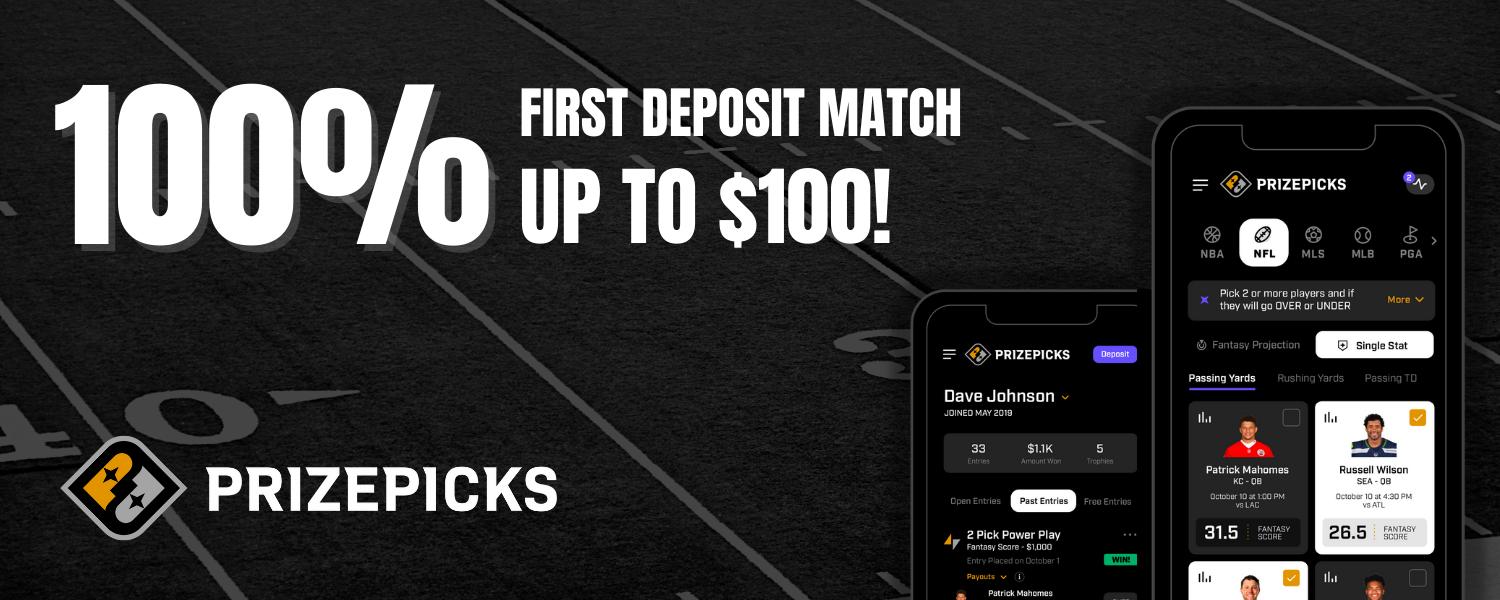 100%
FIRST DEPOSIT MATCH
UP TO $100!
PRIZEPICKS
PRIZEPICKS
Deposit
Dave Johnson
JOINED MAY 2019
33 $1.1K 5
Entries Amount Won Trophies
Open Entries Past Entries Free Entries
2 Pick Power Play
Fantasy Score - $1,000
Entry Placed on October 1
WIN!
Payouts
Patrick Mahomes
PRIZEPICKS
2
NBA NFL MLS MLB PGA
Pick 2 or more players and if
they will go OVER or UNDER
More
Fantasy Projection Single Stat
Passing Yards Rushing Yards Passing TD
Patrick Mahomes
KC - QB
October 10 at 1:00 PM
vs LAC
31.5 FANTASY
SCORE
Russell Wilson
SEA - QB
October 10 at 4:30 PM
vs ATL
26.5 FANTASY
SCORE